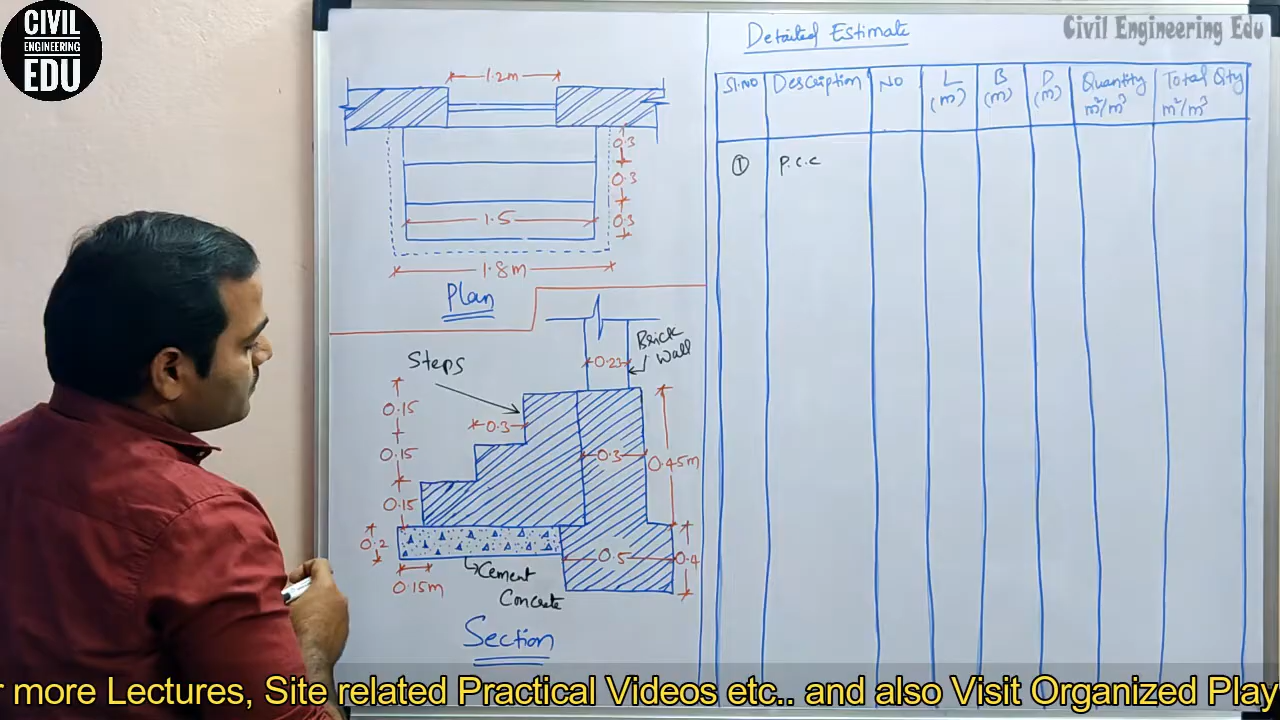 CIVIL
ENGINEERING
EDU
Civil Engineering Edu
1.2m
0.3
0.3
0.3
1.5
1.8m
Plan
Steps
0.23
Brick
Wall
0.15
0.15
0.15
0.2
0.3
0.3
0.45m
0.5
0.4
0.15m
Cement
Concrete
Section
Detailed Estimate
Sl.NO Description NO L (m) B (m) D (m) Quantity m²/m³ Total Qty m²/m³
① P.C.C
r more Lectures, Site related Practical Videos etc.. and also Visit Organized Play